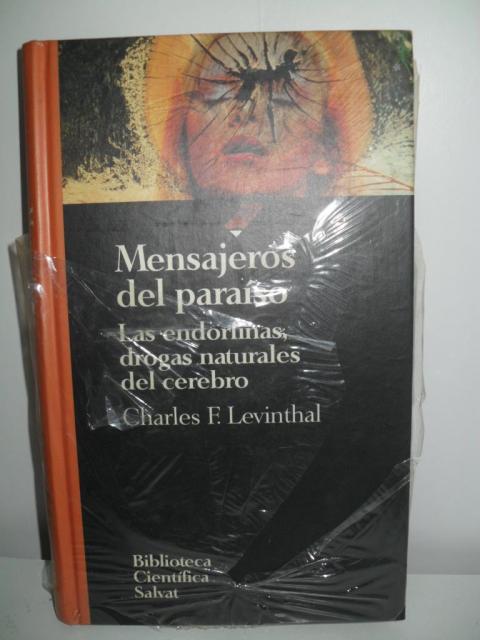 Mensajeros
del paraíso
Las endorfinas,
drogas naturales
del cerebro
Charles F. Levinthal
Biblioteca
Científica
Salvat